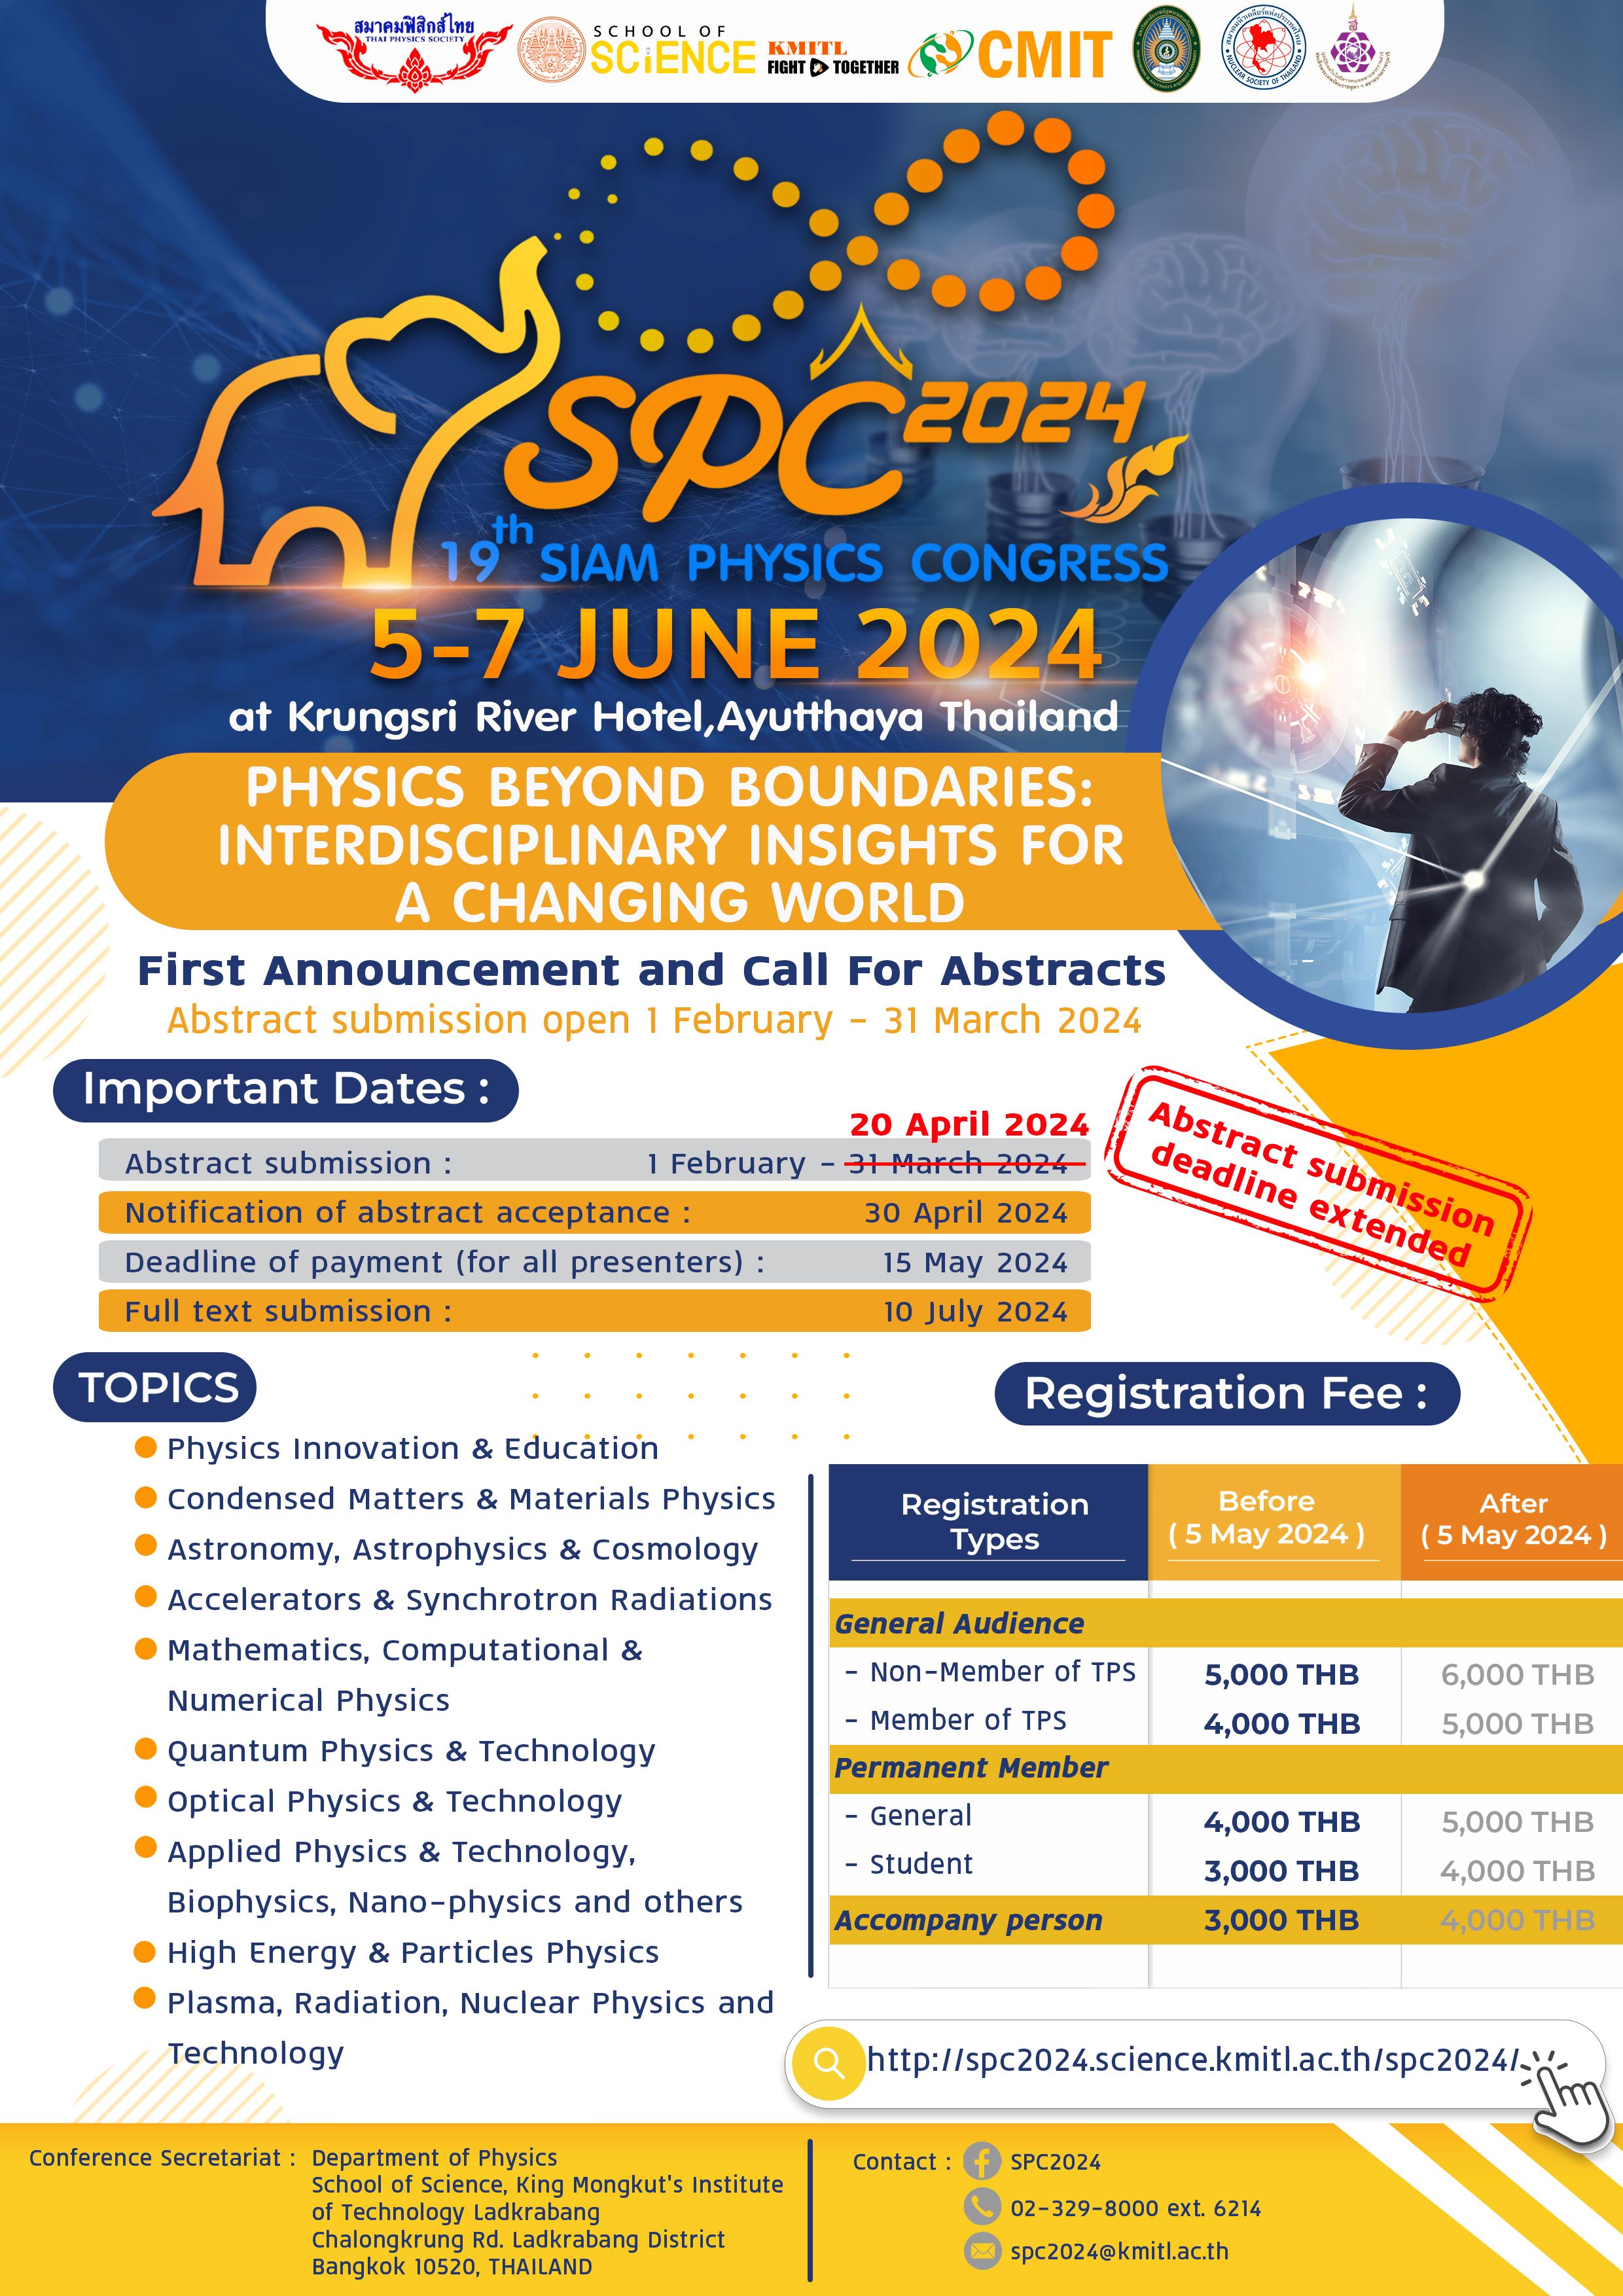 สมาคมฟิสิกส์ไทย
THAI PHYSICS SOCIETY
SCHOOL OF
SCiENCE
KMITL
FIGHT TOGETHER
CMIT
NUCLEAR SOCIETY OF THAILAND
SPC 2024
19th SIAM PHYSICS CONGRESS
5-7 JUNE 2024
at Krungsri River Hotel,Ayutthaya Thailand
PHYSICS BEYOND BOUNDARIES:
INTERDISCIPLINARY INSIGHTS FOR
A CHANGING WORLD
First Announcement and Call For Abstracts
Abstract submission open 1 February - 31 March 2024
Important Dates :
20 April 2024
Abstract submission : 1 February - 31 March 2024
Notification of abstract acceptance : 30 April 2024
Deadline of payment (for all presenters) : 15 May 2024
Full text submission : 10 July 2024
Abstract submission
deadline extended
TOPICS
Physics Innovation & Education
Condensed Matters & Materials Physics
Astronomy, Astrophysics & Cosmology
Accelerators & Synchrotron Radiations
Mathematics, Computational &
Numerical Physics
Quantum Physics & Technology
Optical Physics & Technology
Applied Physics & Technology,
Biophysics, Nano-physics and others
High Energy & Particles Physics
Plasma, Radiation, Nuclear Physics and
Technology
Registration Fee :
Registration Types
Before ( 5 May 2024 )
After ( 5 May 2024 )
General Audience
- Non-Member of TPS 5,000 THB 6,000 THB
- Member of TPS 4,000 THB 5,000 THB
Permanent Member
- General 4,000 THB 5,000 THB
- Student 3,000 THB 4,000 THB
Accompany person 3,000 THB 4,000 THB
http://spc2024.science.kmitl.ac.th/spc2024/
Conference Secretariat : Department of Physics
School of Science, King Mongkut's Institute
of Technology Ladkrabang
Chalongkrung Rd. Ladkrabang District
Bangkok 10520, THAILAND
Contact : SPC2024
02-329-8000 ext. 6214
spc2024@kmitl.ac.th